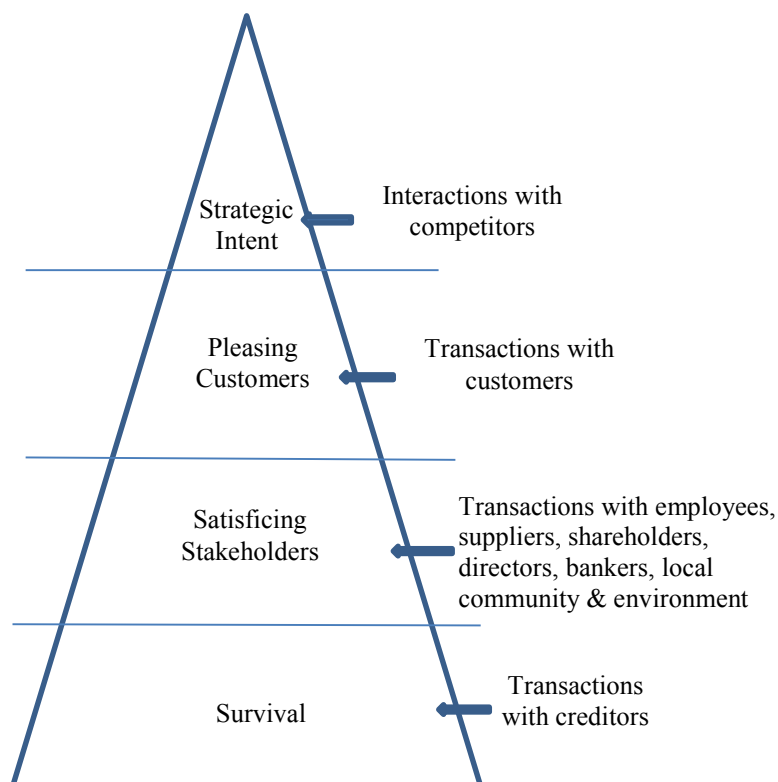 Strategic
Intent
Interactions with
competitors
Pleasing
Customers
Transactions with
customers
Satisficing
Stakeholders
Transactions with employees,
suppliers, shareholders,
directors, bankers, local
community & environment
Survival
Transactions
with creditors